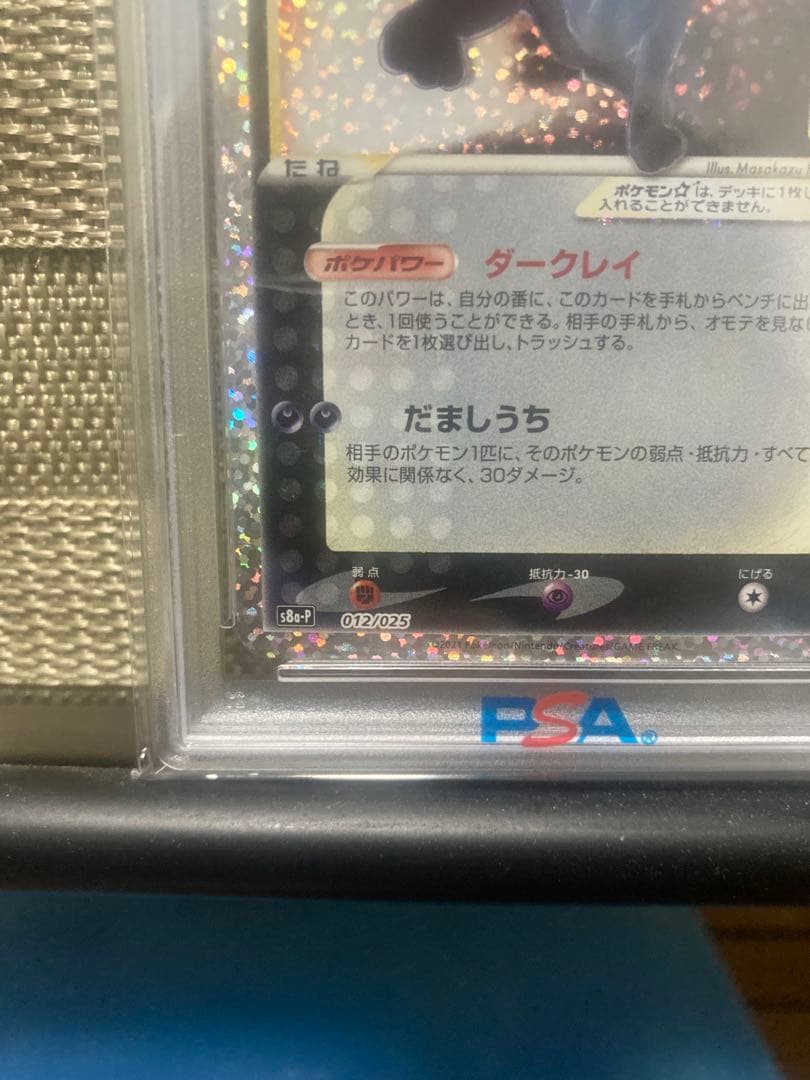 たね
Illus. Masakazu
ポケモン☆は、デッキに1枚し
入れることができません。
ポケパワー ダークレイ
このパワーは、自分の番に、このカードを手札からベンチに出
とき、1回使うことができる。相手の手札から、オモテを見な
カードを1枚選び出し、トラッシュする。
だましうち
相手のポケモン1匹に、そのポケモンの弱点・抵抗力・すべて
効果に関係なく、30ダメージ。
弱点 抵抗力-30 にげる
s8a-P 012/025
©2021 Pokémon/Nintendo/Creatures/GAME FREAK.
PSA®